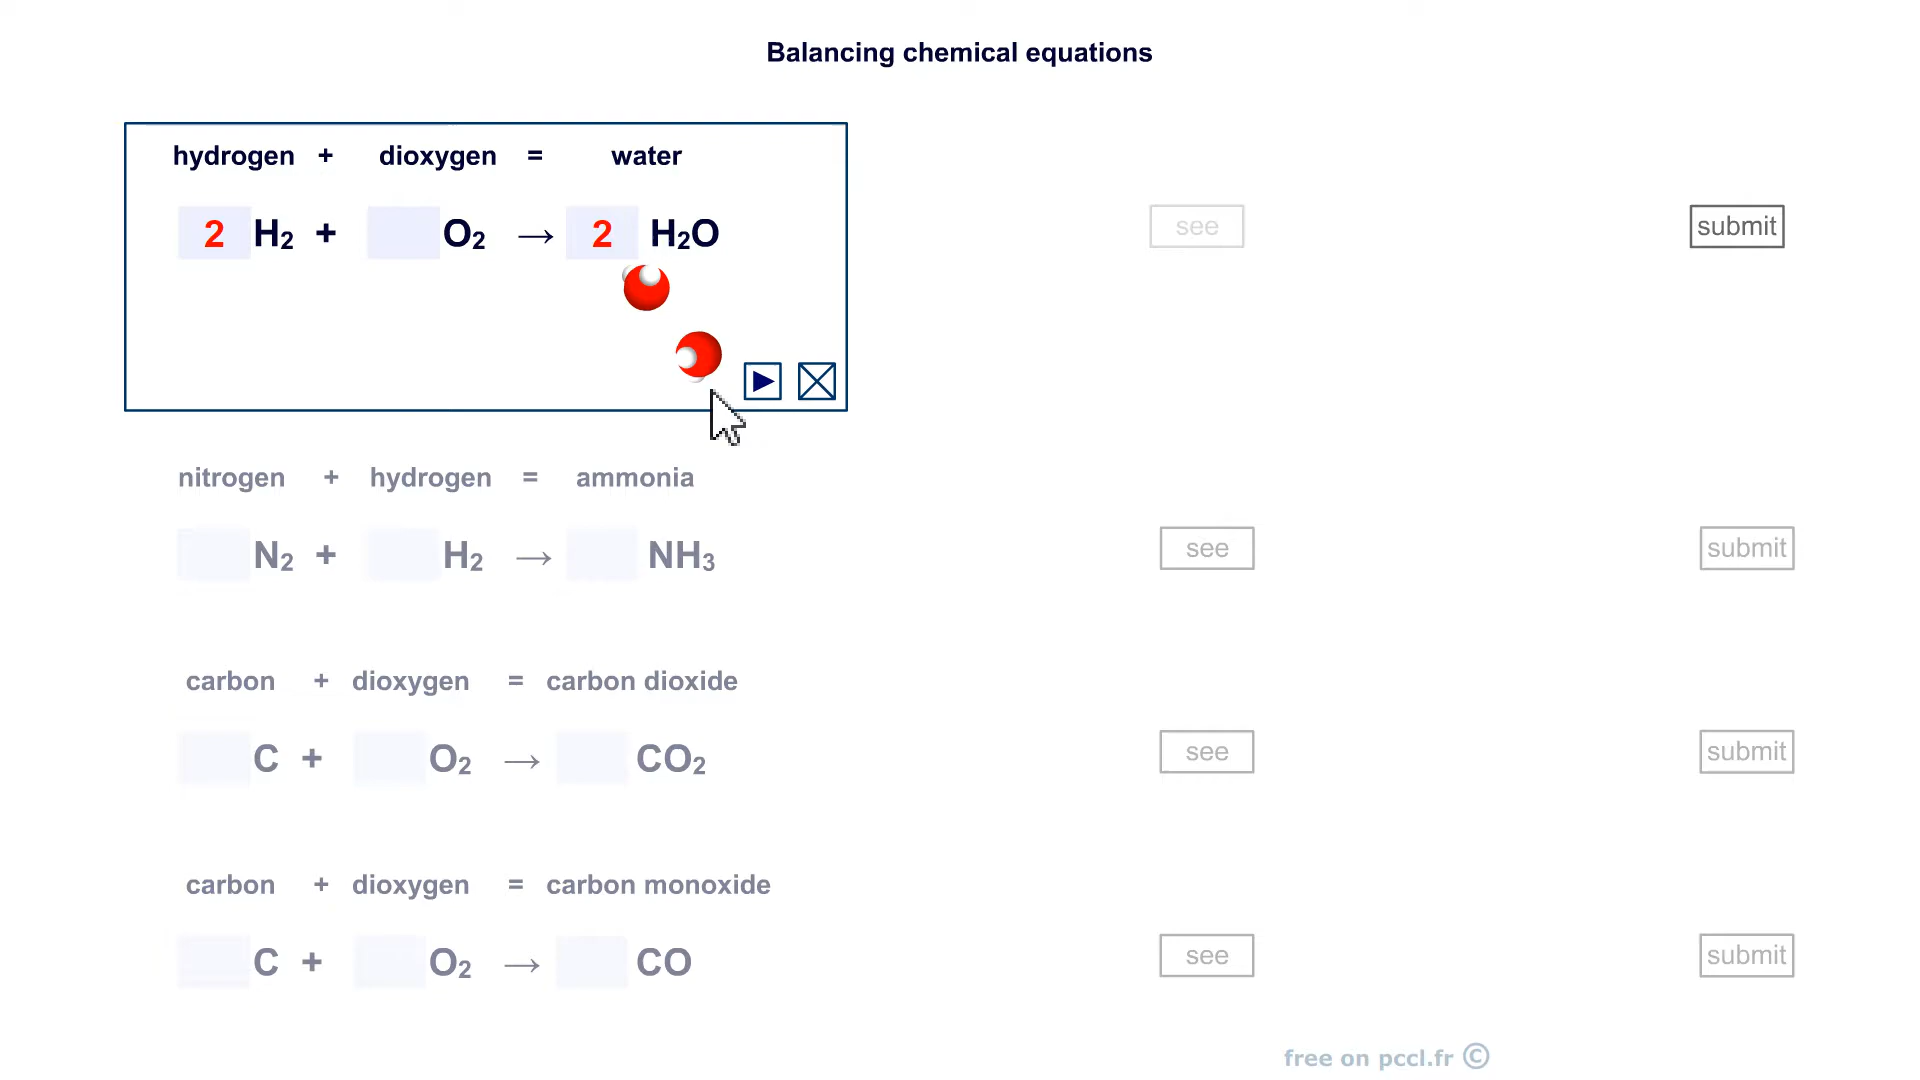 Balancing chemical equations
hydrogen + dioxygen = water
2 H₂ + O₂ → 2 H₂O
see
submit
nitrogen + hydrogen = ammonia
N₂ + H₂ → NH₃
see
submit
carbon + dioxygen = carbon dioxide
C + O₂ → CO₂
see
submit
carbon + dioxygen = carbon monoxide
C + O₂ → CO
see
submit
free on pccl.fr ©